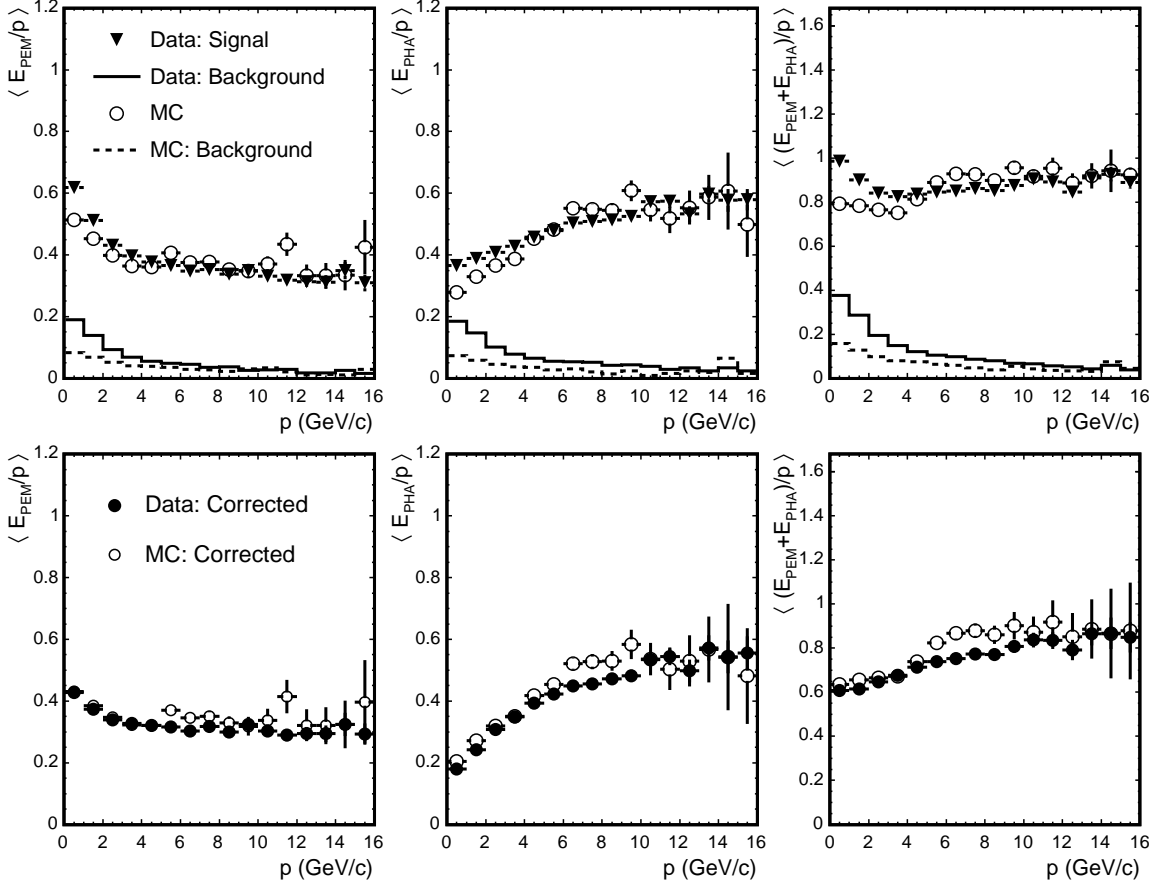 ⟨ E_PEM/p ⟩
1.2
1
0.8
0.6
0.4
0.2
0
Data: Signal
Data: Background
MC
MC: Background
0 2 4 6 8 10 12 14 16
p (GeV/c)
⟨ E_PHA/p ⟩
1.2
1
0.8
0.6
0.4
0.2
0
0 2 4 6 8 10 12 14 16
p (GeV/c)
⟨ (E_PEM+E_PHA)/p ⟩
1.6
1.4
1.2
1
0.8
0.6
0.4
0.2
0
0 2 4 6 8 10 12 14 16
p (GeV/c)
⟨ E_PEM/p ⟩
1.2
1
0.8
0.6
0.4
0.2
0
Data: Corrected
MC: Corrected
0 2 4 6 8 10 12 14 16
p (GeV/c)
⟨ E_PHA/p ⟩
1.2
1
0.8
0.6
0.4
0.2
0
0 2 4 6 8 10 12 14 16
p (GeV/c)
⟨ (E_PEM+E_PHA)/p ⟩
1.6
1.4
1.2
1
0.8
0.6
0.4
0.2
0
0 2 4 6 8 10 12 14 16
p (GeV/c)